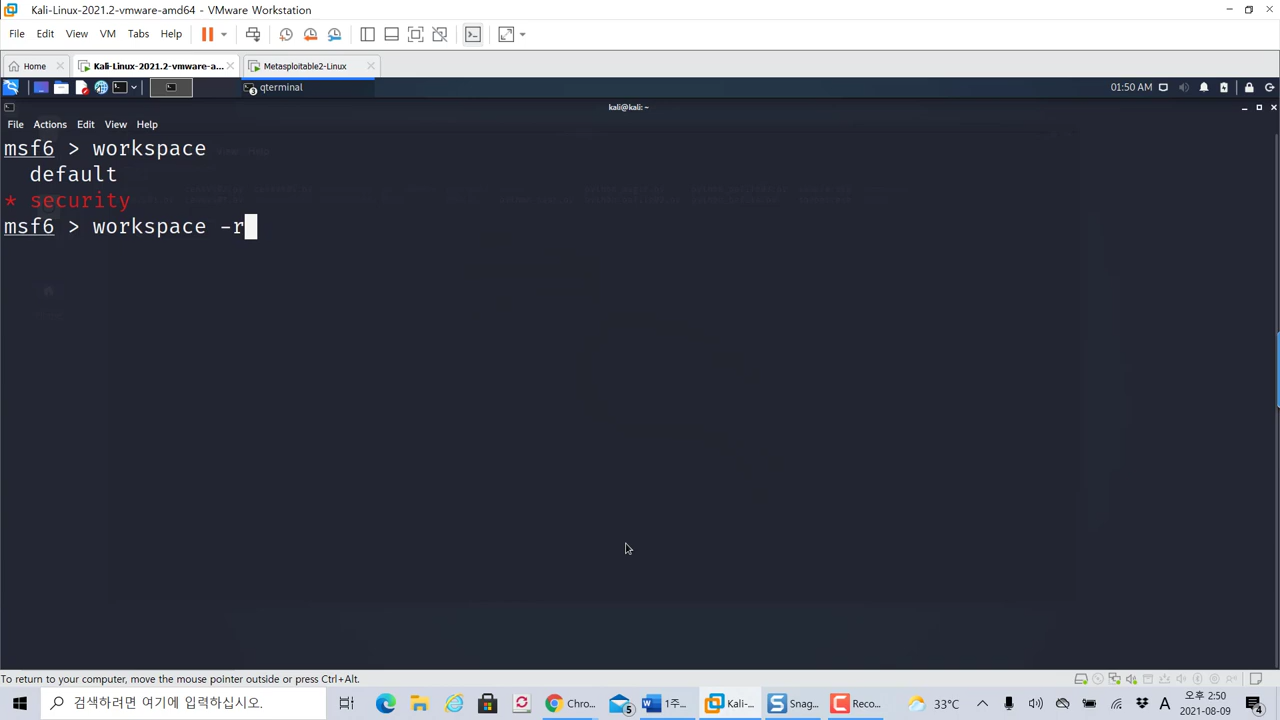 Kali-Linux-2021.2-vmware-amd64 - VMware Workstation
File Edit View VM Tabs Help
Home Kali-Linux-2021.2-vmware-a... Metasploitable2-Linux
qterminal 01:50 AM
kali@kali: ~
File Actions Edit View Help
msf6 > workspace
default
* security
msf6 > workspace -r
To return to your computer, move the mouse pointer outside or press Ctrl+Alt.
검색하려면 여기에 입력하십시오. Chro... 5 1주... Kali-... Snag... Reco... 33°C A 오후 2:50
2021-08-09 4